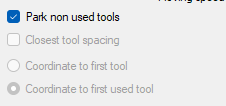 Park non used tools
Closest tool spacing
Coordinate to first tool
Coordinate to first used tool